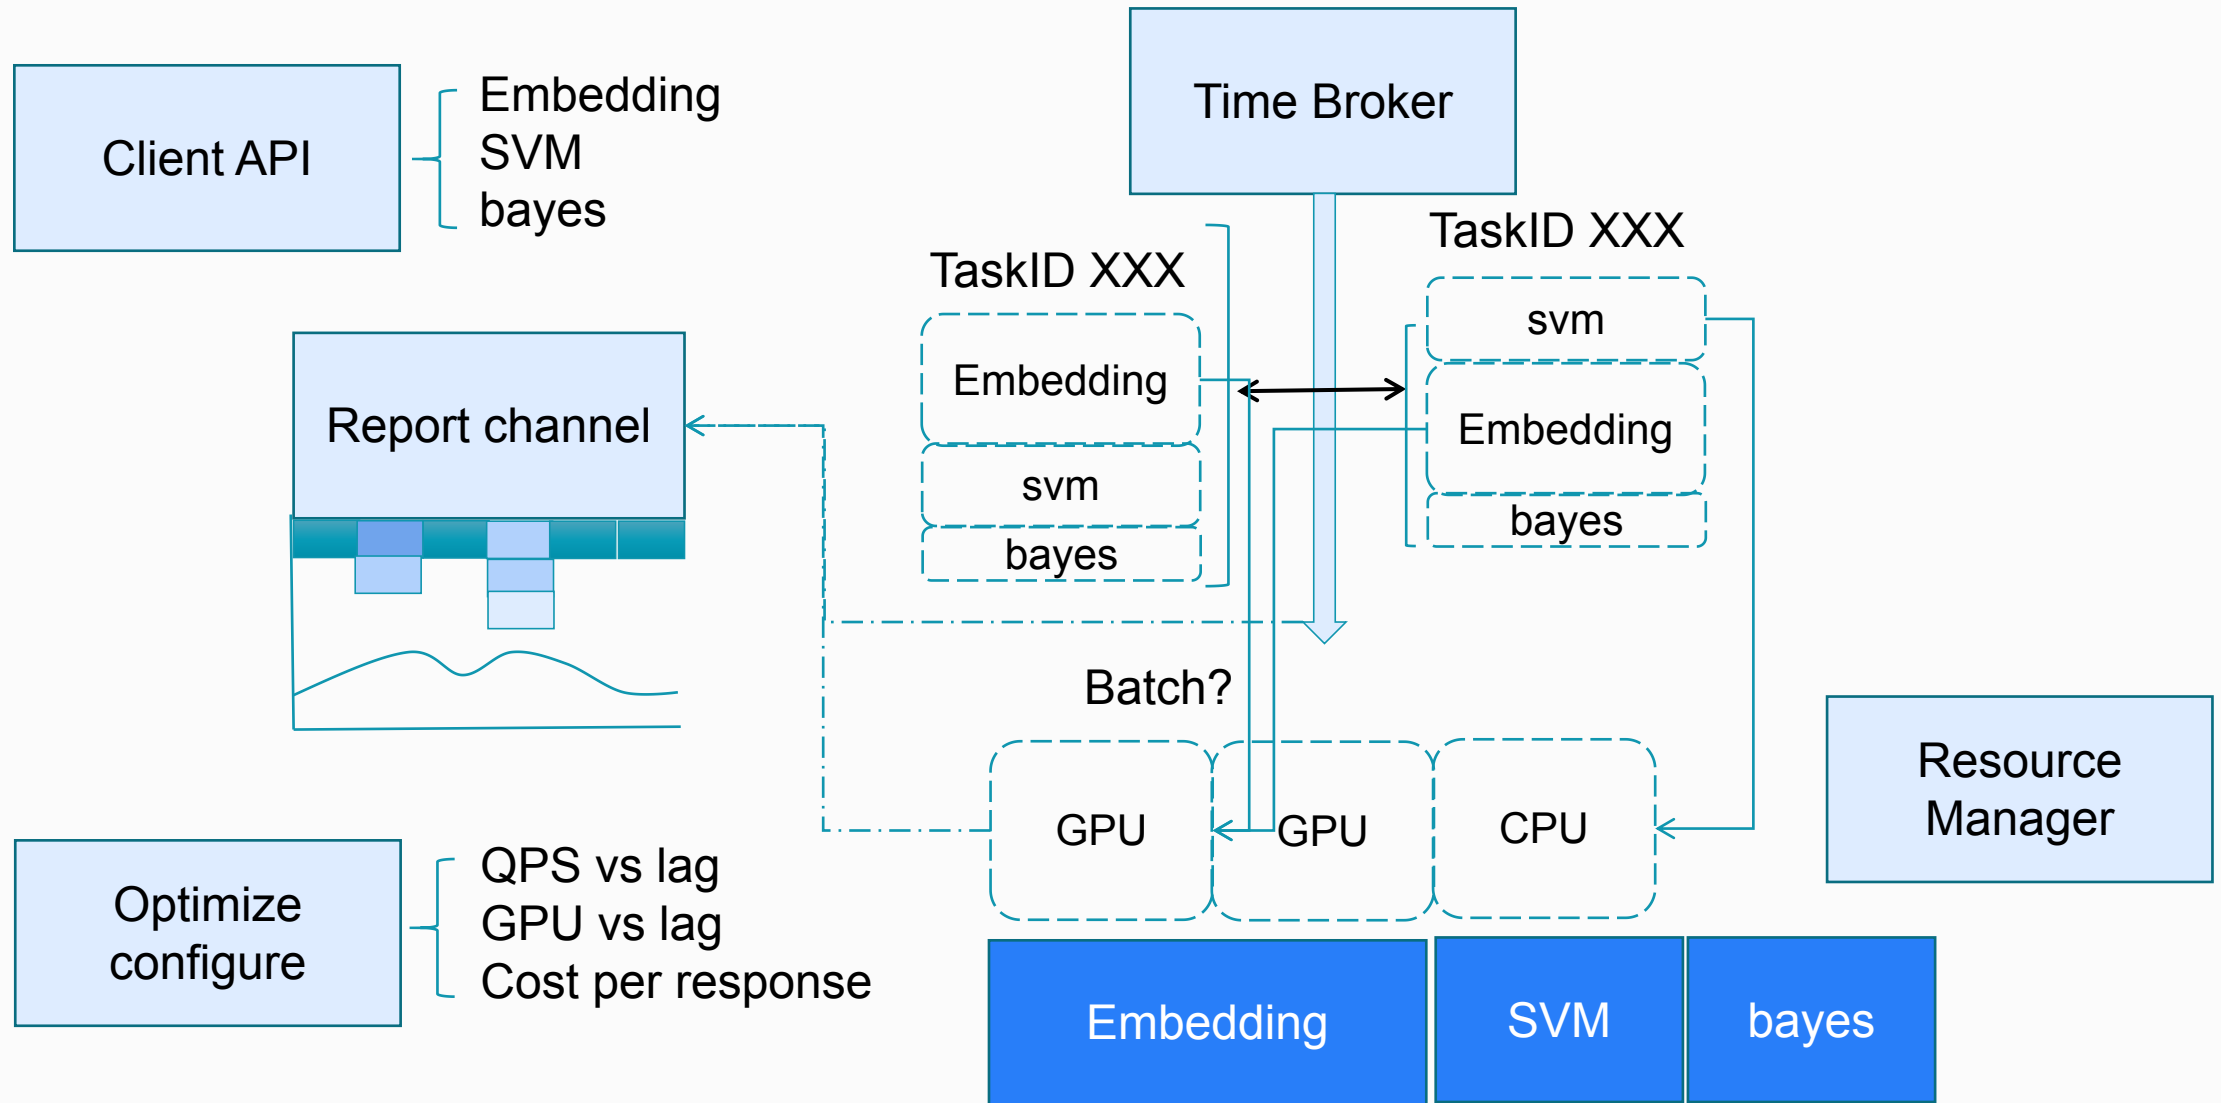 Time Broker
Client API
Embedding
SVM
bayes
TaskID XXX
Embedding
svm
bayes
TaskID XXX
svm
Embedding
bayes
Report channel
Batch?
GPU
GPU
CPU
Resource
Manager
Optimize
configure
QPS vs lag
GPU vs lag
Cost per response
Embedding
SVM
bayes